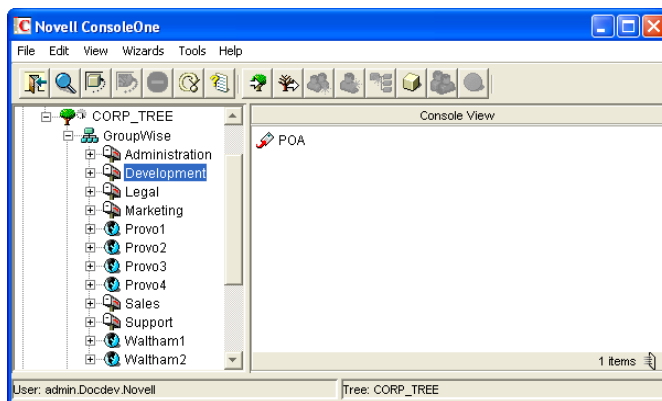 Novell ConsoleOne
File Edit View Wizards Tools Help
CORP_TREE
GroupWise
Administration
Development
Legal
Marketing
Provo1
Provo2
Provo3
Provo4
Sales
Support
Waltham1
Waltham2
Console View
POA
1 items
User: admin.Docdev.Novell
Tree: CORP_TREE